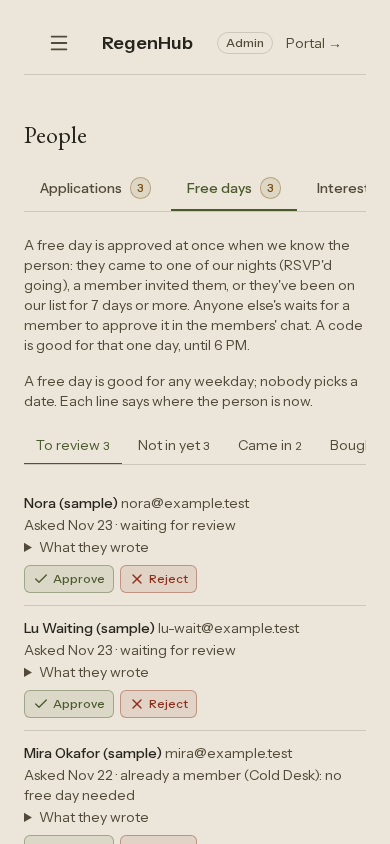 RegenHub
Admin
Portal →
People
Applications 3
Free days 3
Interest
A free day is approved at once when we know the
person: they came to one of our nights (RSVP'd
going), a member invited them, or they've been on
our list for 7 days or more. Anyone else's waits for a
member to approve it in the members' chat. A code
is good for that one day, until 6 PM.
A free day is good for any weekday; nobody picks a
date. Each line says where the person is now.
To review 3
Not in yet 3
Came in 2
Bough
Nora (sample) nora@example.test
Asked Nov 23 · waiting for review
What they wrote
Approve
Reject
Lu Waiting (sample) lu-wait@example.test
Asked Nov 23 · waiting for review
What they wrote
Approve
Reject
Mira Okafor (sample) mira@example.test
Asked Nov 22 · already a member (Cold Desk): no
free day needed
What they wrote